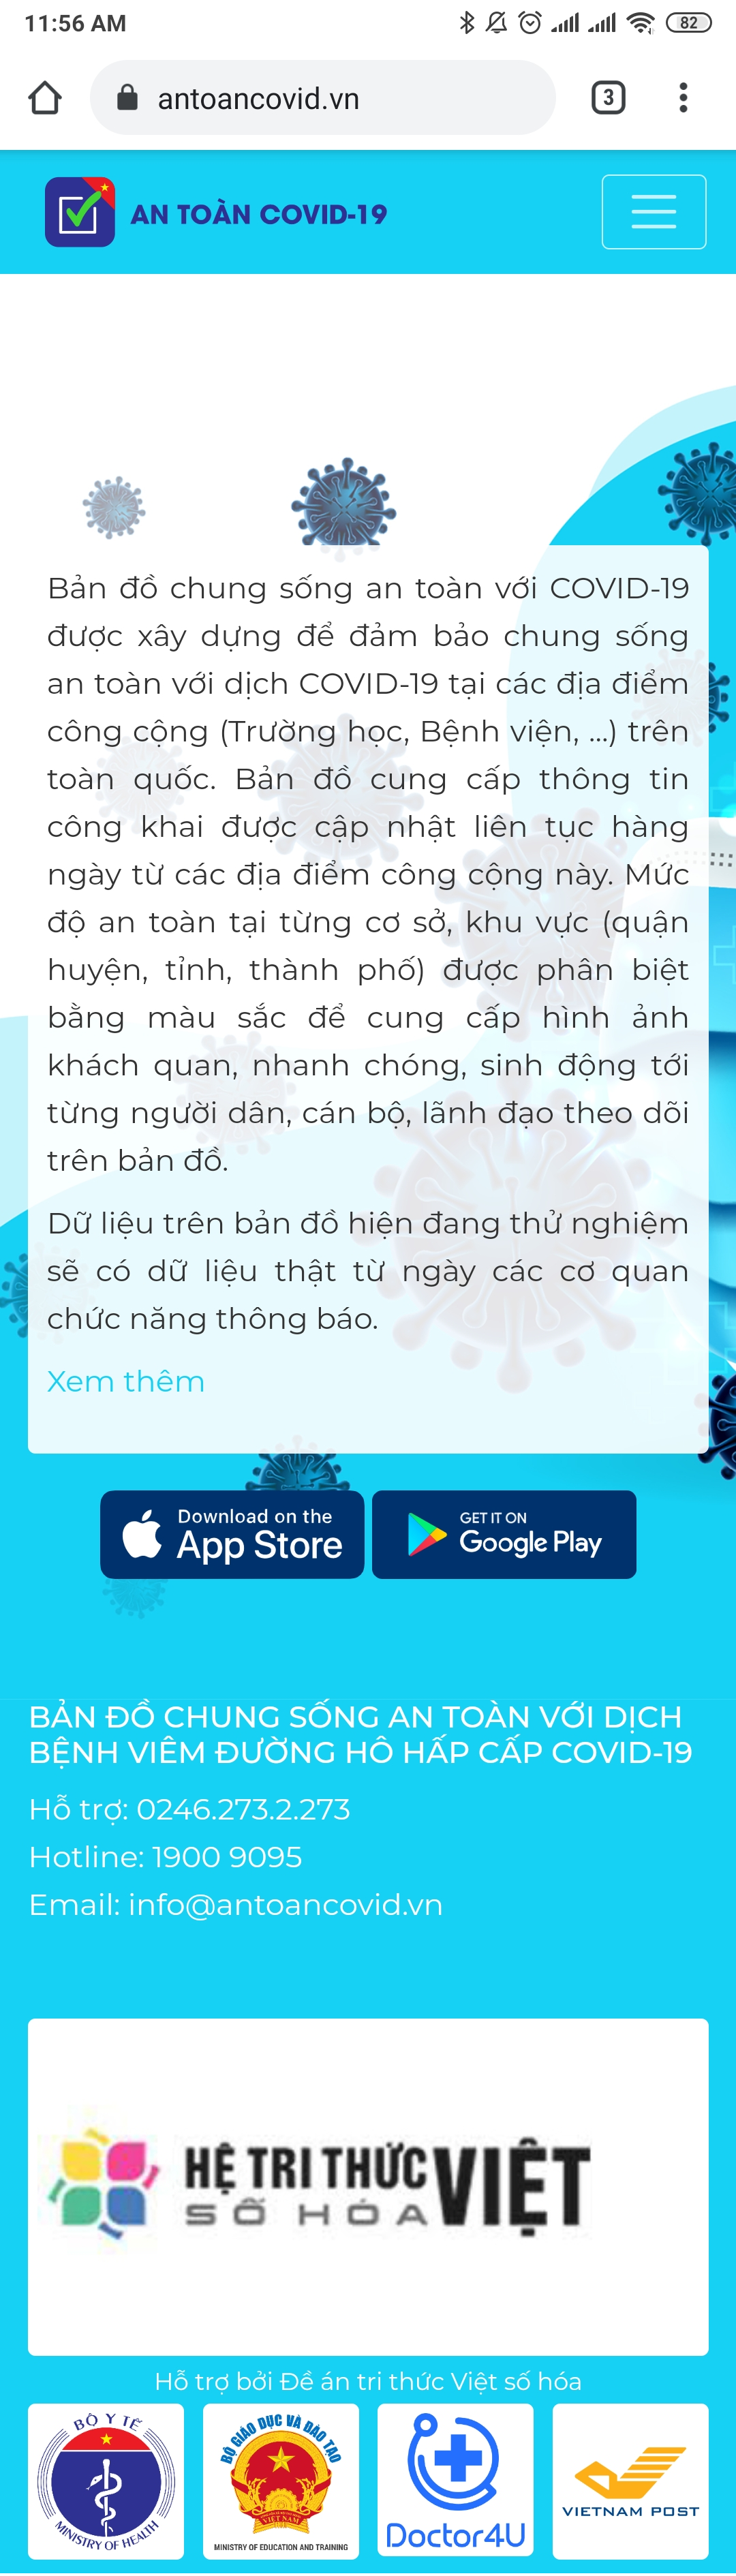 11:56 AM
82
antoancovid.vn
3
AN TOÀN COVID-19
Bản đồ chung sống an toàn với COVID-19
được xây dựng để đảm bảo chung sống
an toàn với dịch COVID-19 tại các địa điểm
công cộng (Trường học, Bệnh viện, ...) trên
toàn quốc. Bản đồ cung cấp thông tin
công khai được cập nhật liên tục hàng
ngày từ các địa điểm công cộng này. Mức
độ an toàn tại từng cơ sở, khu vực (quận
huyện, tỉnh, thành phố) được phân biệt
bằng màu sắc để cung cấp hình ảnh
khách quan, nhanh chóng, sinh động tới
từng người dân, cán bộ, lãnh đạo theo dõi
trên bản đồ.
Dữ liệu trên bản đồ hiện đang thử nghiệm
sẽ có dữ liệu thật từ ngày các cơ quan
chức năng thông báo.
Xem thêm
Download on the
App Store
GET IT ON
Google Play
BẢN ĐỒ CHUNG SỐNG AN TOÀN VỚI DỊCH
BỆNH VIÊM ĐƯỜNG HÔ HẤP CẤP COVID-19
Hỗ trợ: 0246.273.2.273
Hotline: 1900 9095
Email: info@antoancovid.vn
HỆ TRI THỨC VIỆT
SỐ HÓA
Hỗ trợ bởi Đề án tri thức Việt số hóa
BỘ Y TẾ
MINISTRY OF HEALTH
BỘ GIÁO DỤC VÀ ĐÀO TẠO
VIỆT NAM
MINISTRY OF EDUCATION AND TRAINING
Doctor4U
VIETNAM POST